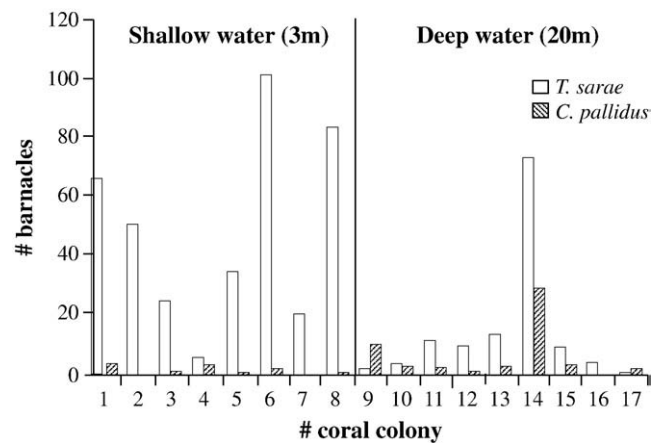 120
100
80
60
40
20
0
# barnacles
Shallow water (3m)
Deep water (20m)
T. sarae
C. pallidus
1 2 3 4 5 6 7 8 9 10 11 12 13 14 15 16 17
# coral colony